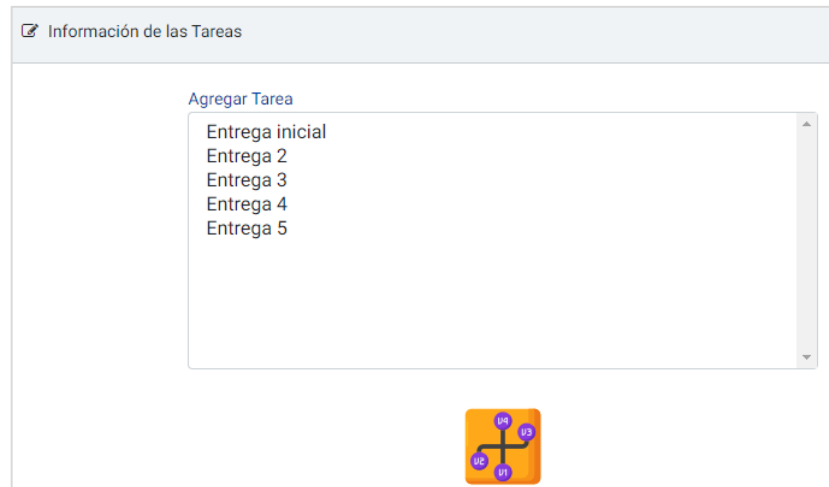 Información de las Tareas
Agregar Tarea
Entrega inicial
Entrega 2
Entrega 3
Entrega 4
Entrega 5
V4
V3
V2
V1